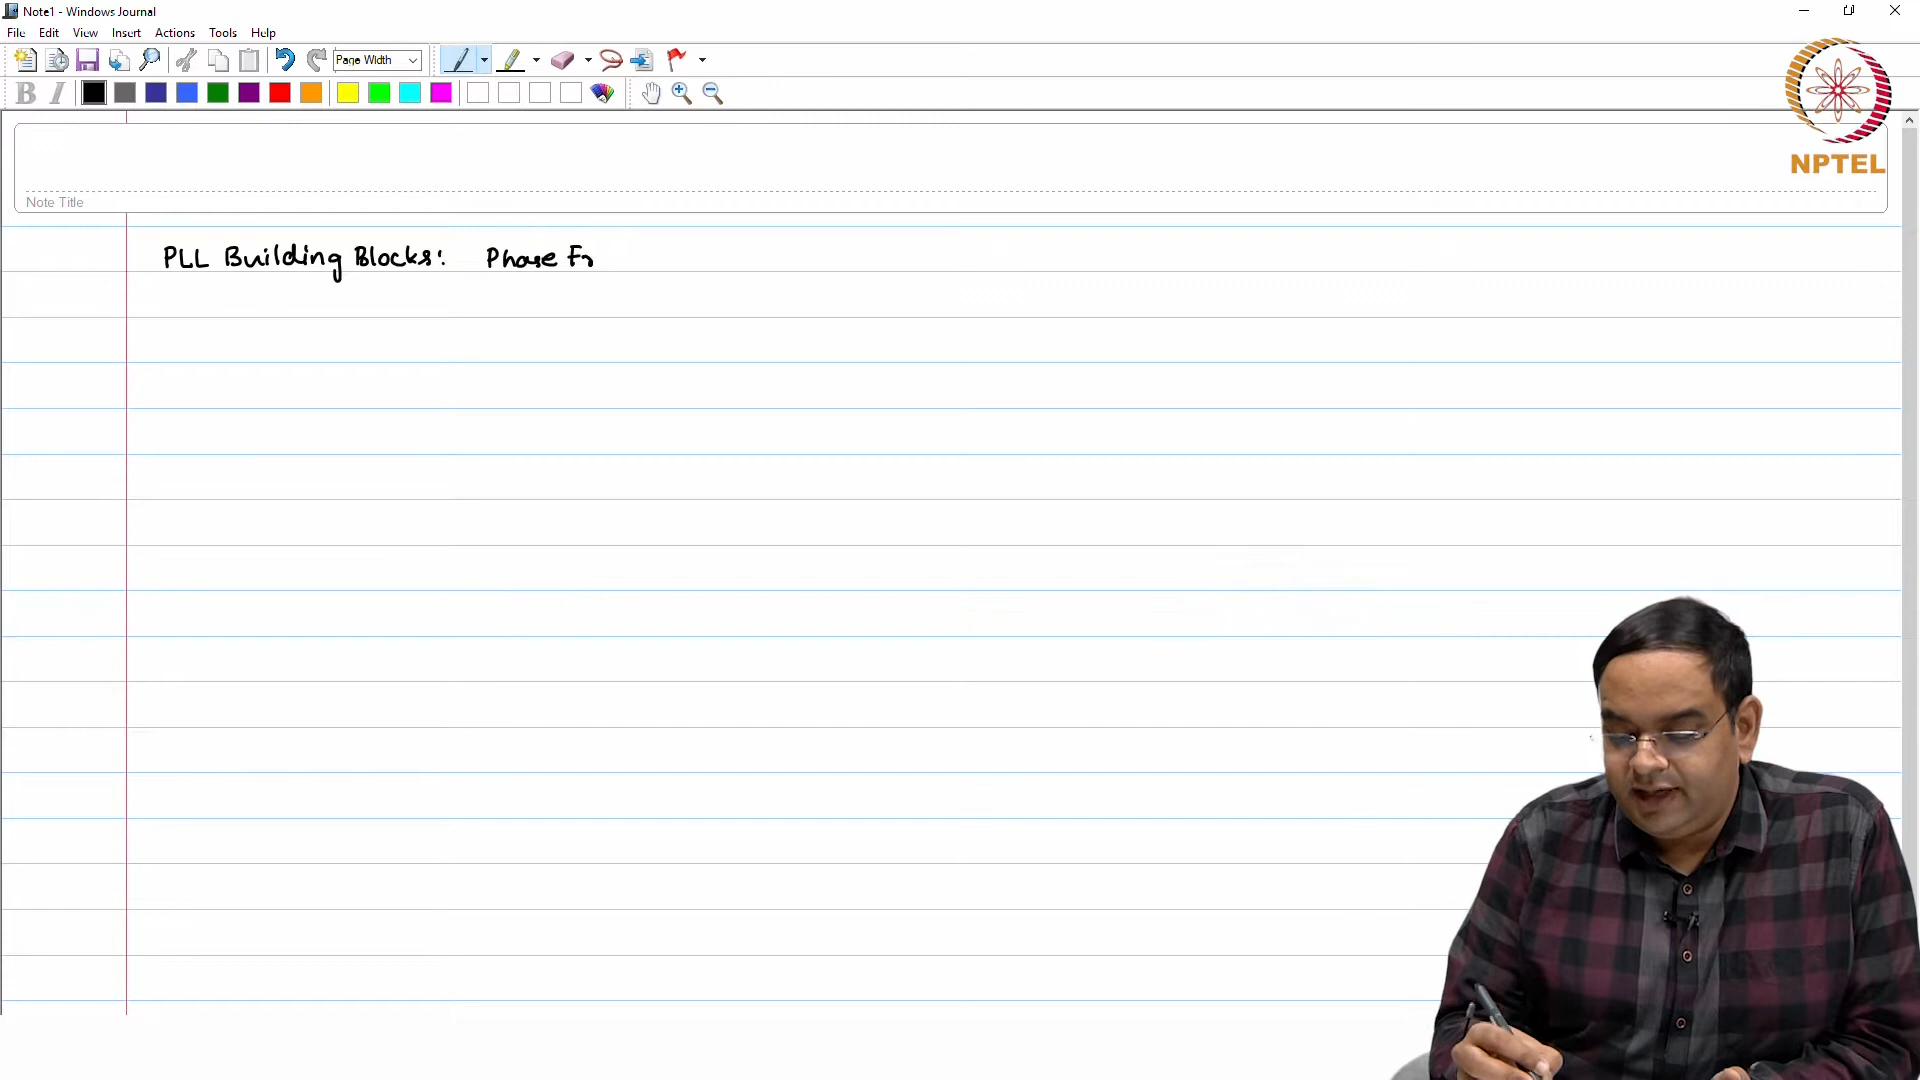 Note1 - Windows Journal
File Edit View Insert Actions Tools Help
Page Width
B I
NPTEL
Note Title
PLL Building Blocks: Phase Fr